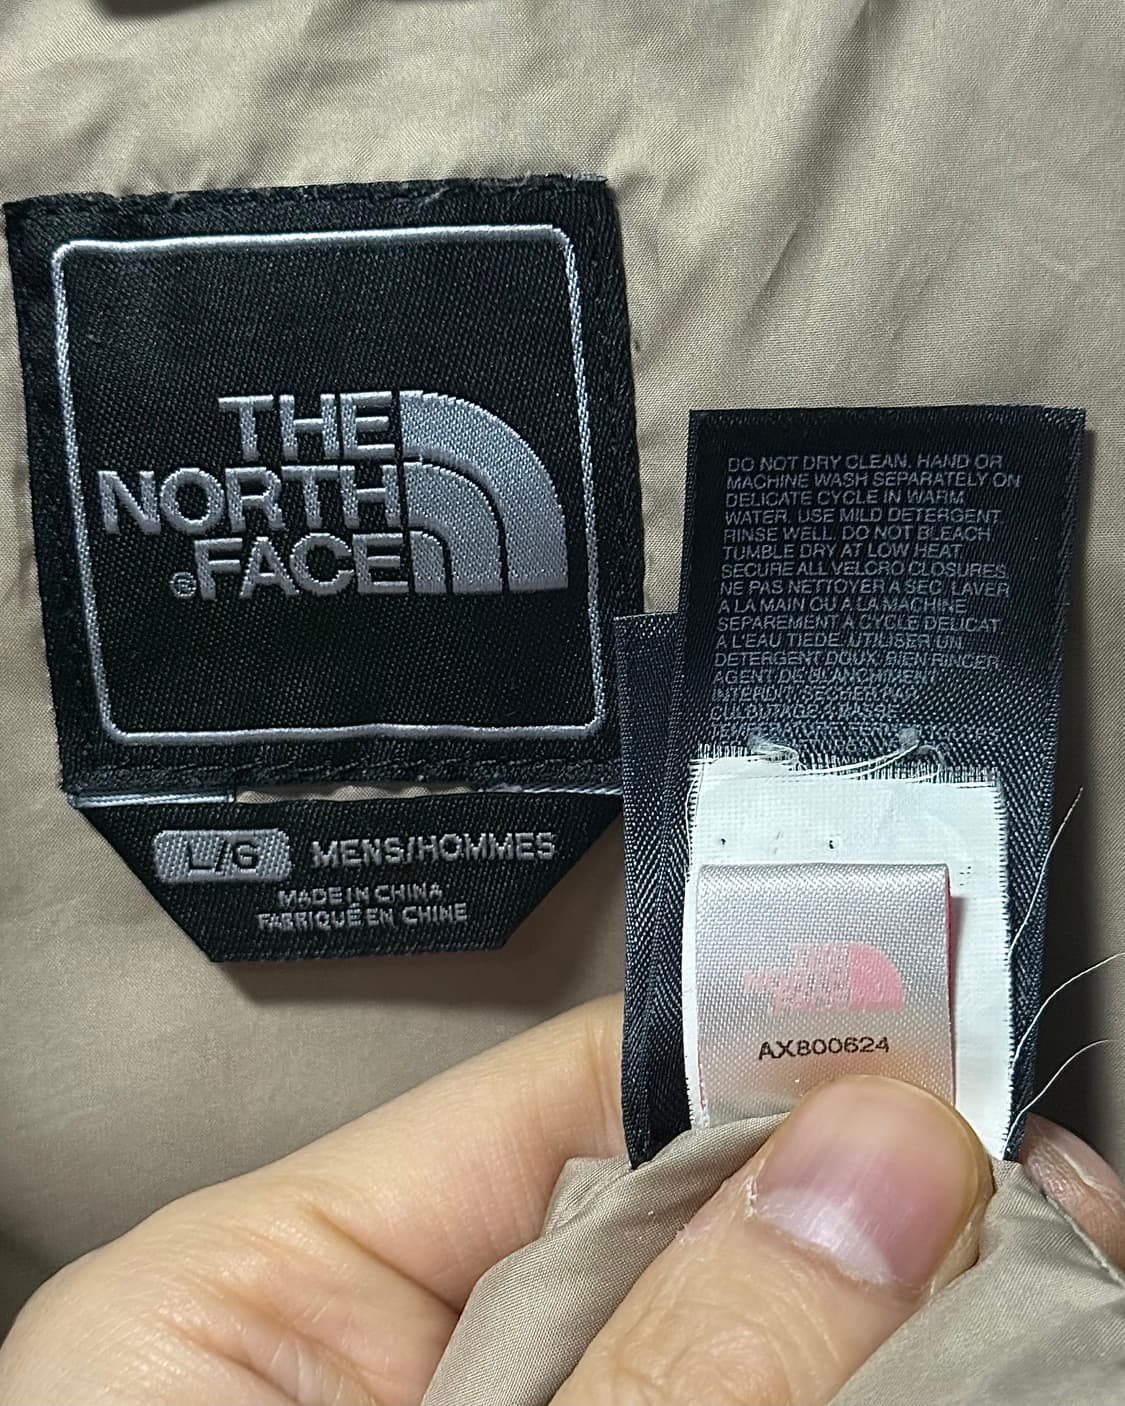 THE
NORTH
®FACE
L/G MENS/HOMMES
MADE IN CHINA
FABRIQUÉ EN CHINE
DO NOT DRY CLEAN. HAND OR
MACHINE WASH SEPARATELY ON
DELICATE CYCLE IN WARM
WATER. USE MILD DETERGENT.
RINSE WELL. DO NOT BLEACH
TUMBLE DRY AT LOW HEAT.
SECURE ALL VELCRO CLOSURES.
NE PAS NETTOYER A SEC. LAVER
A LA MAIN OU A LA MACHINE
SEPAREMENT A CYCLE DELICAT
A L'EAU TIEDE. UTILISER UN
DETERGENT DOUX. BIEN RINCER.
AGENT DE BLANCHIMENT
INTERDIT. SECHER PAR
AX800624